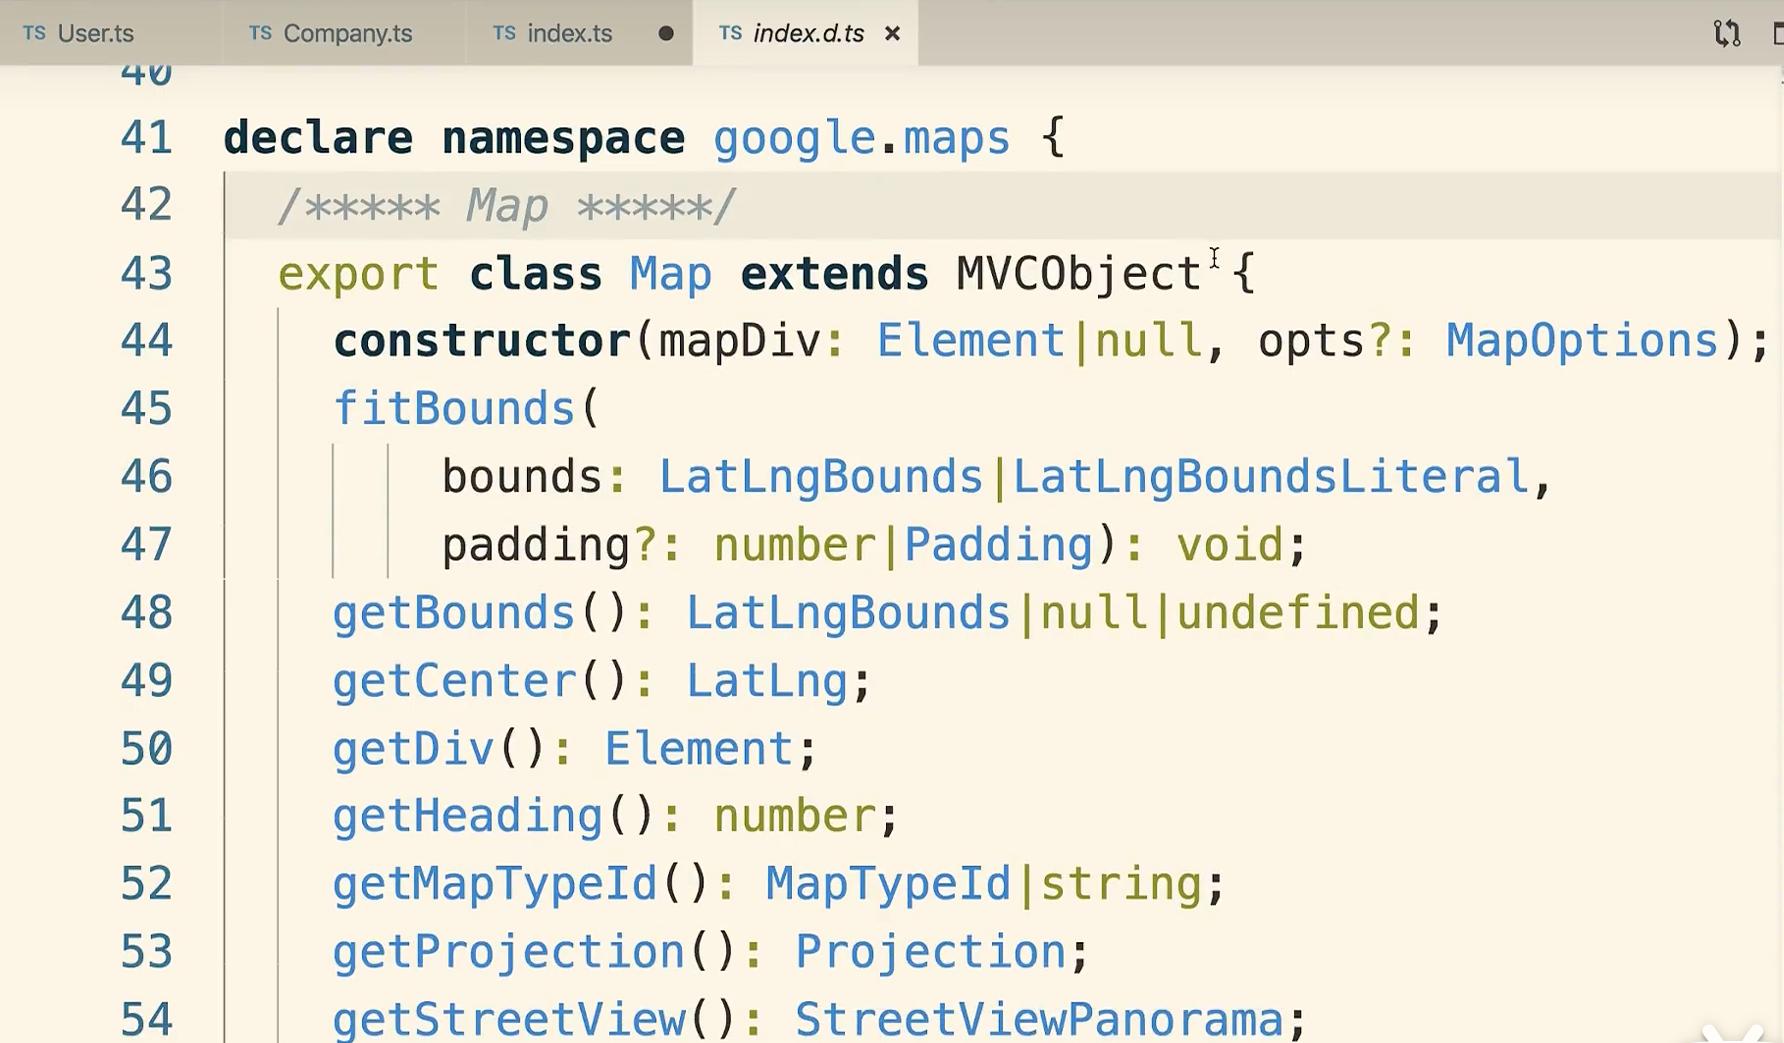 TS User.ts TS Company.ts TS index.ts TS index.d.ts
40
41 declare namespace google.maps {
42 /***** Map *****/
43 export class Map extends MVCObject {
44 constructor(mapDiv: Element|null, opts?: MapOptions);
45 fitBounds(
46 bounds: LatLngBounds|LatLngBoundsLiteral,
47 padding?: number|Padding): void;
48 getBounds(): LatLngBounds|null|undefined;
49 getCenter(): LatLng;
50 getDiv(): Element;
51 getHeading(): number;
52 getMapTypeId(): MapTypeId|string;
53 getProjection(): Projection;
54 getStreetView(): StreetViewPanorama;